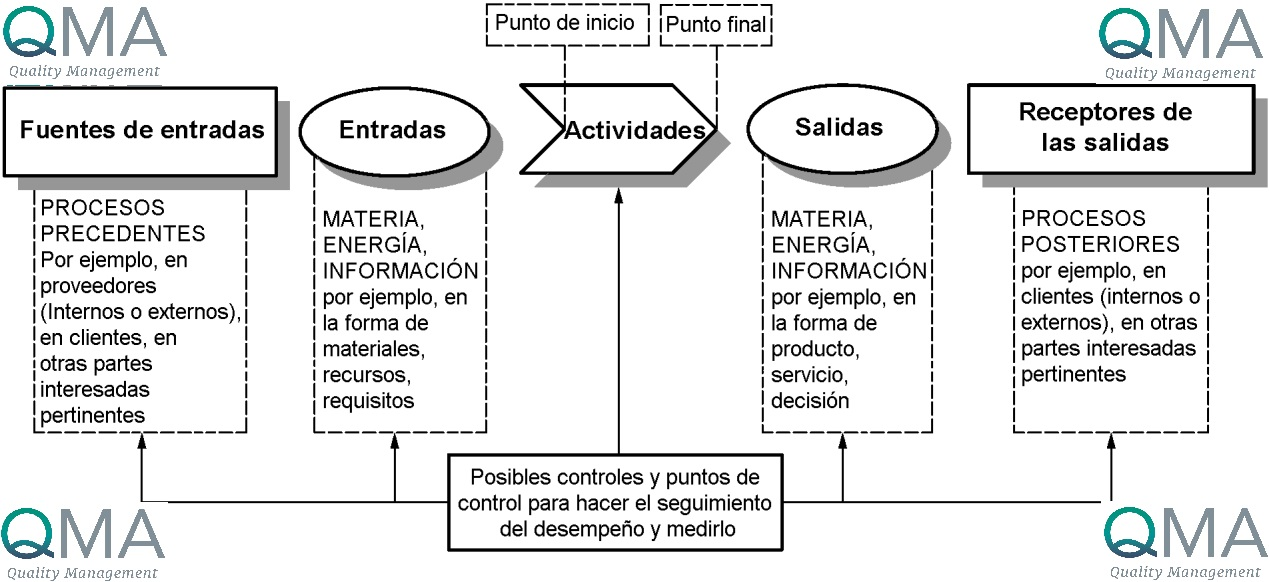 QMA
Quality Management
Punto de inicio
Punto final
QMA
Quality Management
Fuentes de entradas
Entradas
Actividades
Salidas
Receptores de
las salidas
PROCESOS
PRECEDENTES
Por ejemplo, en
proveedores
(Internos o externos),
en clientes, en
otras partes
interesadas
pertinentes
MATERIA,
ENERGÍA,
INFORMACIÓN
por ejemplo, en
la forma de
materiales,
recursos,
requisitos
MATERIA,
ENERGÍA,
INFORMACIÓN
por ejemplo, en
la forma de
producto,
servicio,
decisión
PROCESOS
POSTERIORES
por ejemplo, en
clientes (internos o
externos), en otras
partes interesadas
pertinentes
Posibles controles y puntos de
control para hacer el seguimiento
del desempeño y medirlo
QMA
Quality Management
QMA
Quality Management